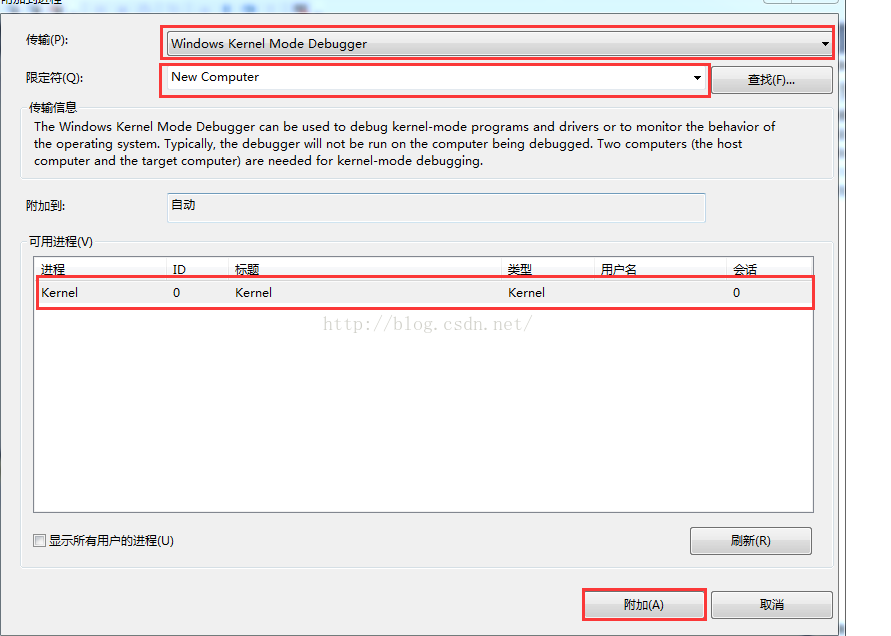 附加到进程
传输(P):
Windows Kernel Mode Debugger
限定符(Q):
New Computer
查找(F)...
传输信息
The Windows Kernel Mode Debugger can be used to debug kernel-mode programs and drivers or to monitor the behavior of
the operating system. Typically, the debugger will not be run on the computer being debugged. Two computers (the host
computer and the target computer) are needed for kernel-mode debugging.
附加到:
自动
可用进程(V)
进程 ID 标题 类型 用户名 会话
Kernel 0 Kernel Kernel 0
http://blog.csdn.net/
显示所有用户的进程(U)
刷新(R)
附加(A)
取消